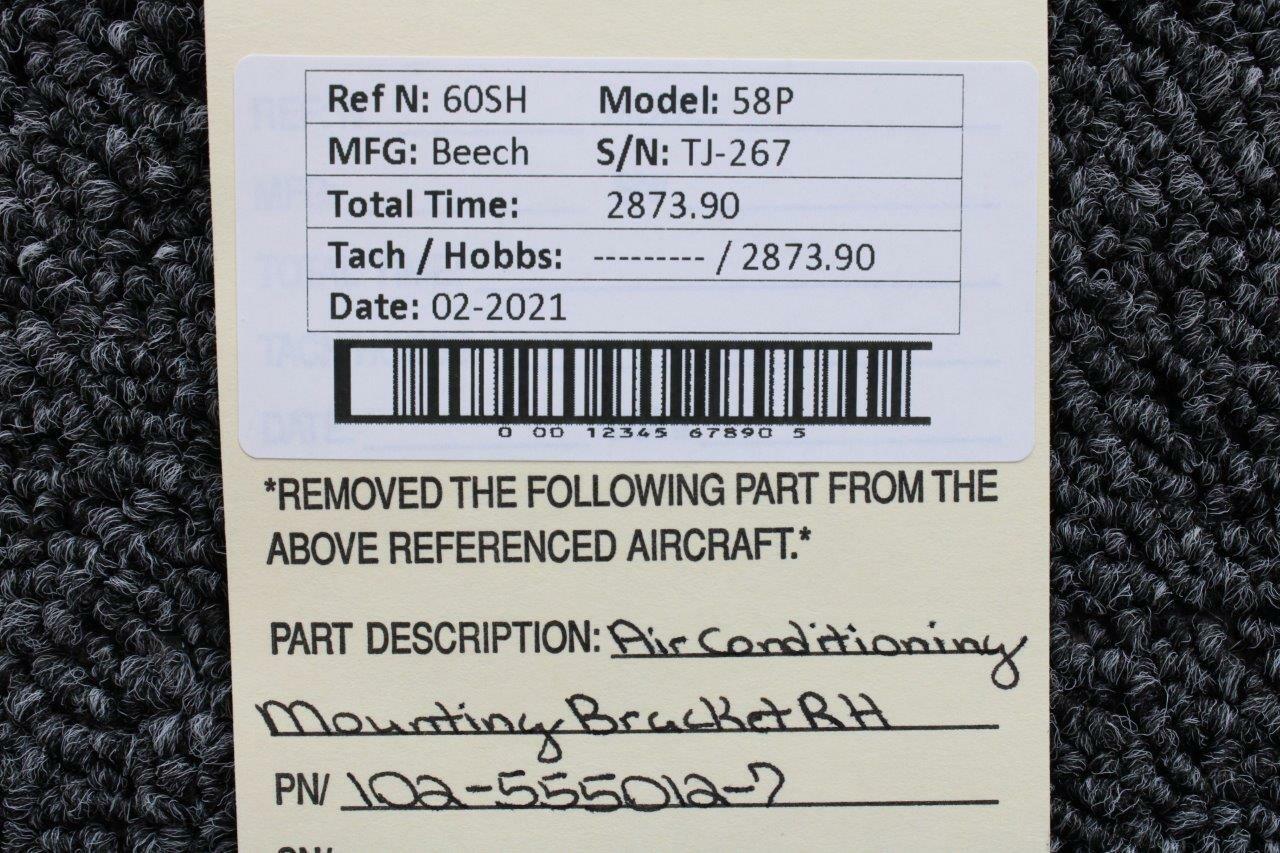 Ref N: 60SH Model: 58P
MFG: Beech S/N: TJ-267
Total Time: 2873.90
Tach / Hobbs: --------- / 2873.90
Date: 02-2021
0 00 12345 67890 5
*REMOVED THE FOLLOWING PART FROM THE
ABOVE REFERENCED AIRCRAFT.*
PART DESCRIPTION: Air Conditioning
Mounting Bracket RH
PN/ 102-555012-7